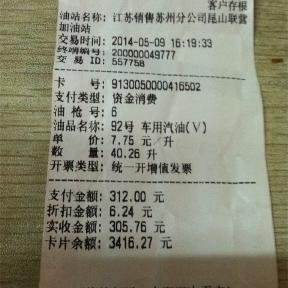 客户存根
油站名称: 江苏销售苏州分公司昆山联营
加油站
交易时间: 2014-05-09 16:19:33
终端编号: 200000049777
交易 ID: 557758
卡 号: 9130050000416502
支付类型: 资金消费
油 枪 号: 6
油品名称: 92号 车用汽油(V)
单 价: 7.75 元/升
数 量: 40.26 升
开票类型: 统一开增值发票
支付金额: 312.00 元
折扣金额: 6.24 元
实收金额: 305.76 元
卡片余额: 3416.27元